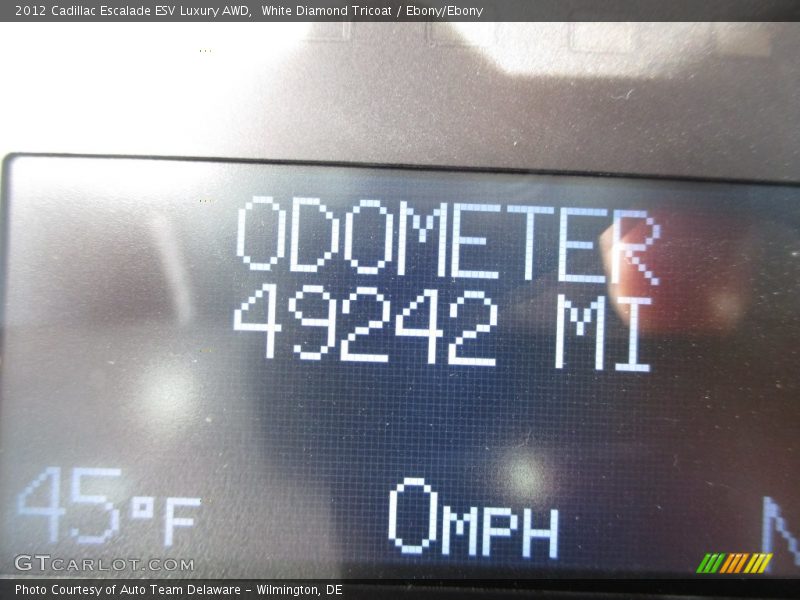 2012 Cadillac Escalade ESV Luxury AWD,  White Diamond Tricoat / Ebony/Ebony
ODOMETER
49242 MI
45°F 0MPH N
GTCARLOT.COM
Photo Courtesy of Auto Team Delaware - Wilmington, DE